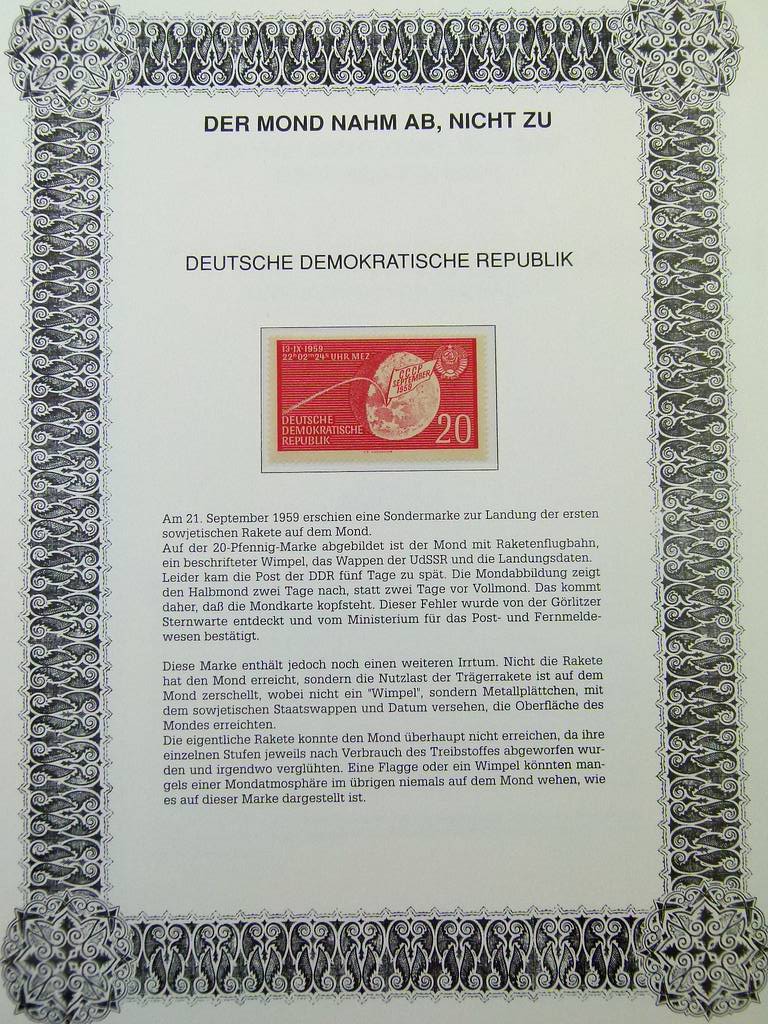 DER MOND NAHM AB, NICHT ZU
DEUTSCHE DEMOKRATISCHE REPUBLIK
13·IX·1959
22ʰ02ᵐ24ˢ UHR MEZ
CCCP
SEPTEMBER
1959
DEUTSCHE
DEMOKRATISCHE
REPUBLIK
20
Am 21. September 1959 erschien eine Sondermarke zur Landung der ersten
sowjetischen Rakete auf dem Mond.
Auf der 20-Pfennig-Marke abgebildet ist der Mond mit Raketenflugbahn,
ein beschrifteter Wimpel, das Wappen der UdSSR und die Landungsdaten.
Leider kam die Post der DDR fünf Tage zu spät. Die Mondabbildung zeigt
den Halbmond zwei Tage nach, statt zwei Tage vor Vollmond. Das kommt
daher, daß die Mondkarte kopfsteht. Dieser Fehler wurde von der Görlitzer
Sternwarte entdeckt und vom Ministerium für das Post- und Fernmelde-
wesen bestätigt.
Diese Marke enthält jedoch noch einen weiteren Irrtum. Nicht die Rakete
hat den Mond erreicht, sondern die Nutzlast der Trägerrakete ist auf dem
Mond zerschellt, wobei nicht ein "Wimpel", sondern Metallplättchen, mit
dem sowjetischen Staatswappen und Datum versehen, die Oberfläche des
Mondes erreichten.
Die eigentliche Rakete konnte den Mond überhaupt nicht erreichen, da ihre
einzelnen Stufen jeweils nach Verbrauch des Treibstoffes abgeworfen wur-
den und irgendwo verglühten. Eine Flagge oder ein Wimpel könnten man-
gels einer Mondatmosphäre im übrigen niemals auf dem Mond wehen, wie
es auf dieser Marke dargestellt ist.